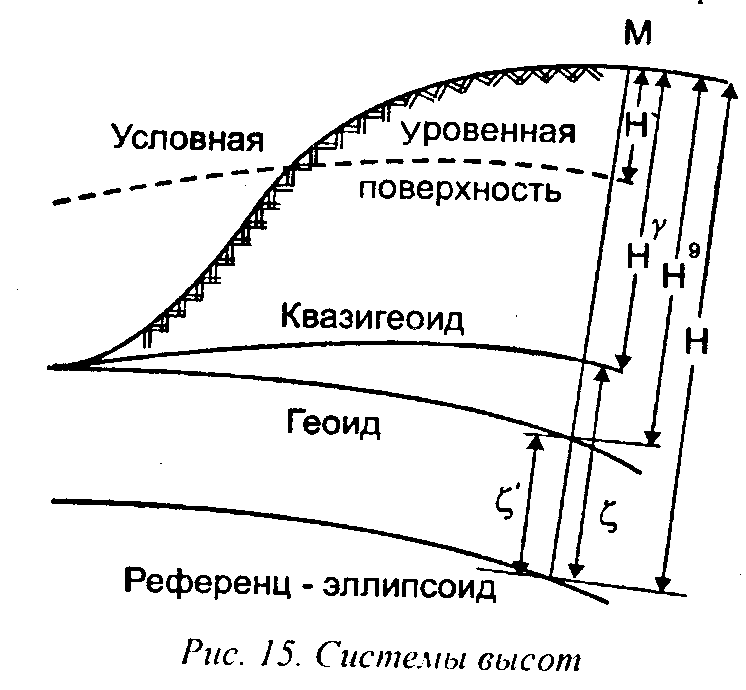 М
Условная уровенная
поверхность
H'
H^γ
H^g
H
Квазигеоид
Геоид
ζ'
ζ
Референц - эллипсоид
Рис. 15. Системы высот